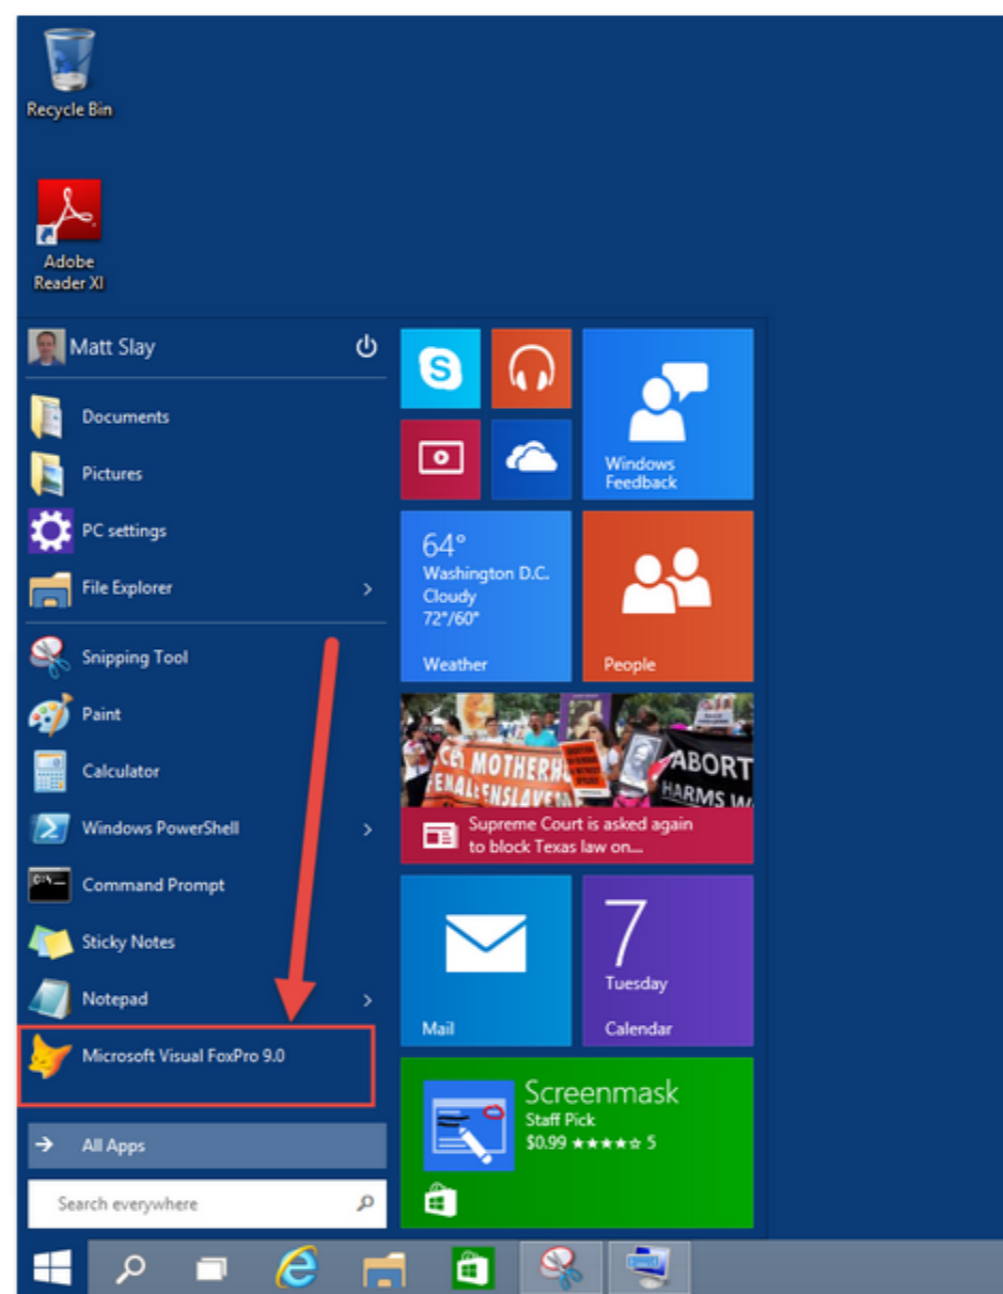 Recycle Bin
Adobe
Reader XI
Matt Slay
Documents
Pictures
PC settings
File Explorer
Snipping Tool
Paint
Calculator
Windows PowerShell
Command Prompt
Sticky Notes
Notepad
Microsoft Visual FoxPro 9.0
All Apps
Search everywhere
Windows
Feedback
64°
Washington D.C.
Cloudy
72°/60°
Weather
People
MOTHERH
ABORT
HARMS W
Supreme Court is asked again
to block Texas law on...
Mail
7
Tuesday
Calendar
Screenmask
Staff Pick
$0.99 ★★★★☆ 5